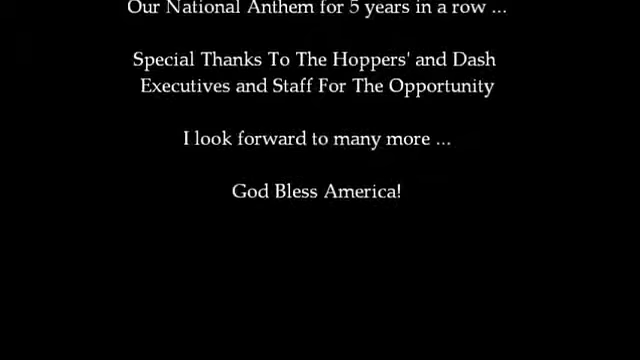 Our National Anthem for 5 years in a row ...
Special Thanks To The Hoppers' and Dash
Executives and Staff For The Opportunity
I look forward to many more ...
God Bless America!